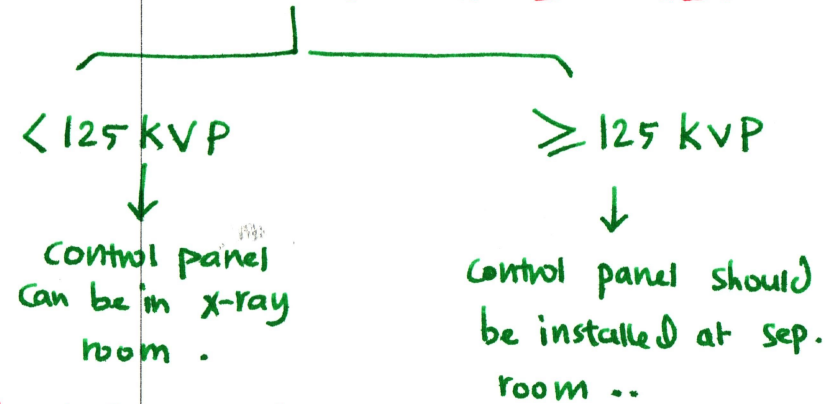 < 125 KVP
≥ 125 KVP
Control panel
Can be in x-ray
room .
Control panel should
be installed at sep.
room ..